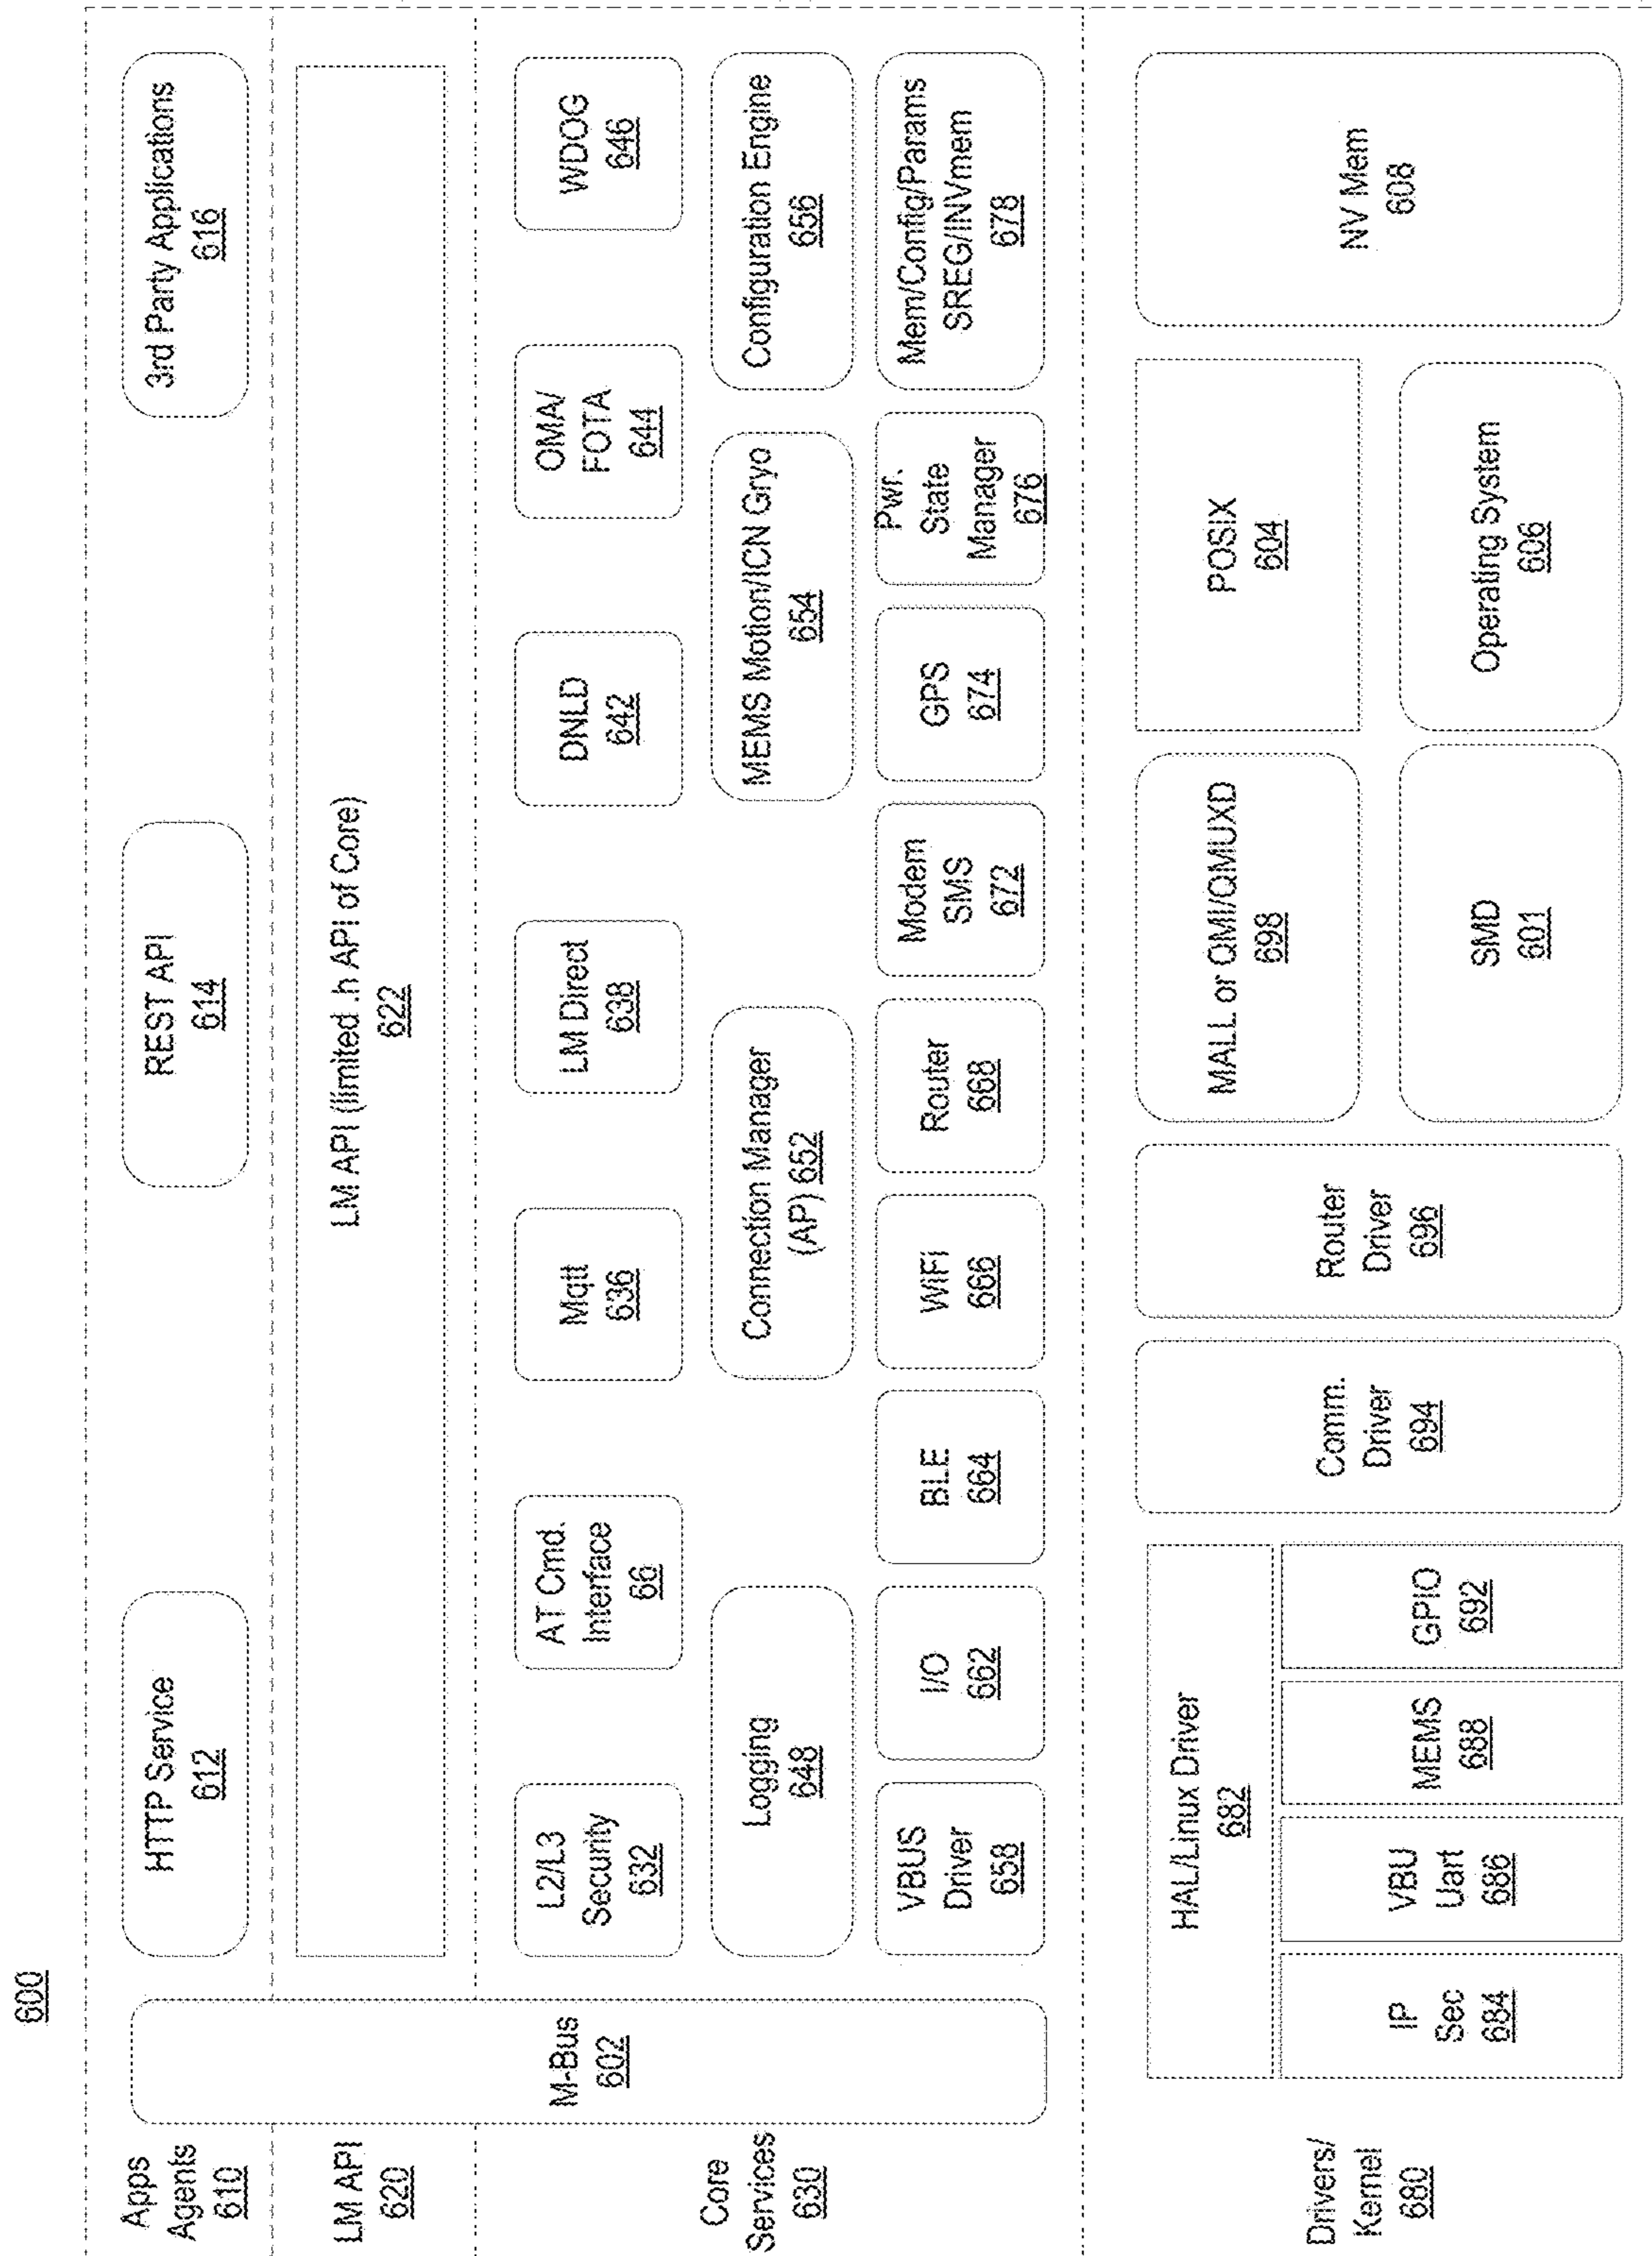 600
Apps
Agents
610
HTTP Service
612
REST API
614
3rd Party Applications
616
LM API
620
LM API (limited .h API of Core)
622
M-Bus
602
Core
Services
630
L2/L3
Security
632
AT Cmd.
Interface
66
Mqtt
636
LM Direct
638
DNLD
642
OMA/
FOTA
644
WDOG
646
Logging
648
Connection Manager
(AP) 652
MEMS Motion/ICN Gryo
654
Configuration Engine
656
VBUS
Driver
658
I/O
662
BLE
664
WiFi
666
Router
668
Modem
SMS
672
GPS
674
Pwr.
State
Manager
676
Mem/Config/Params
SREG/INVmem
678
Drivers/
Kernel
680
HAL/Linux Driver
682
IP
Sec
684
VBU
Uart
686
MEMS
688
GPIO
692
Comm.
Driver
694
Router
Driver
696
MALL or QMI/QMUXD
698
SMD
601
POSIX
604
Operating System
606
NV Mem
608